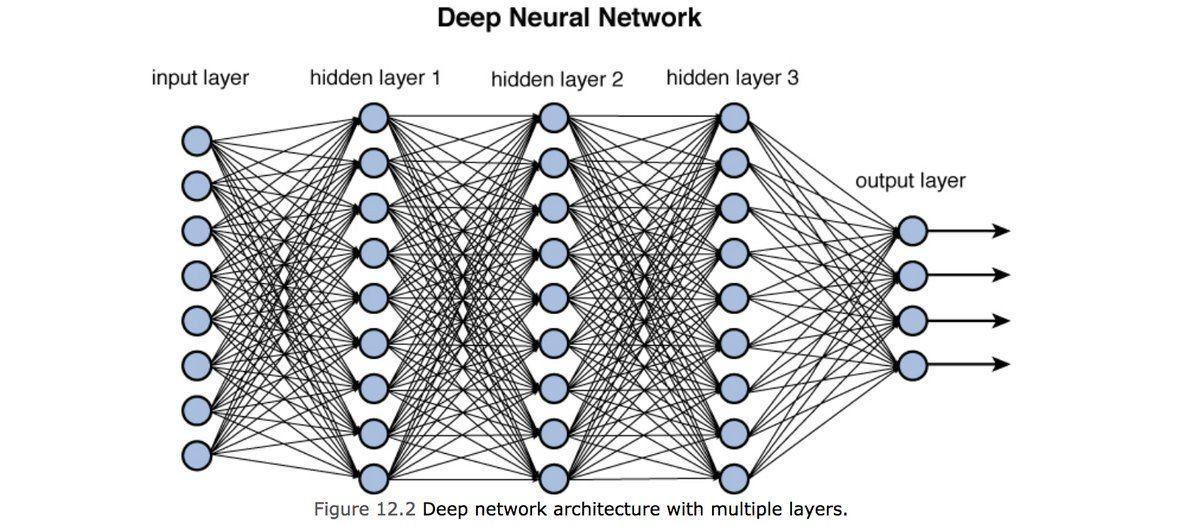 Deep Neural Network
input layer
hidden layer 1
hidden layer 2
hidden layer 3
output layer
Figure 12.2 Deep network architecture with multiple layers.